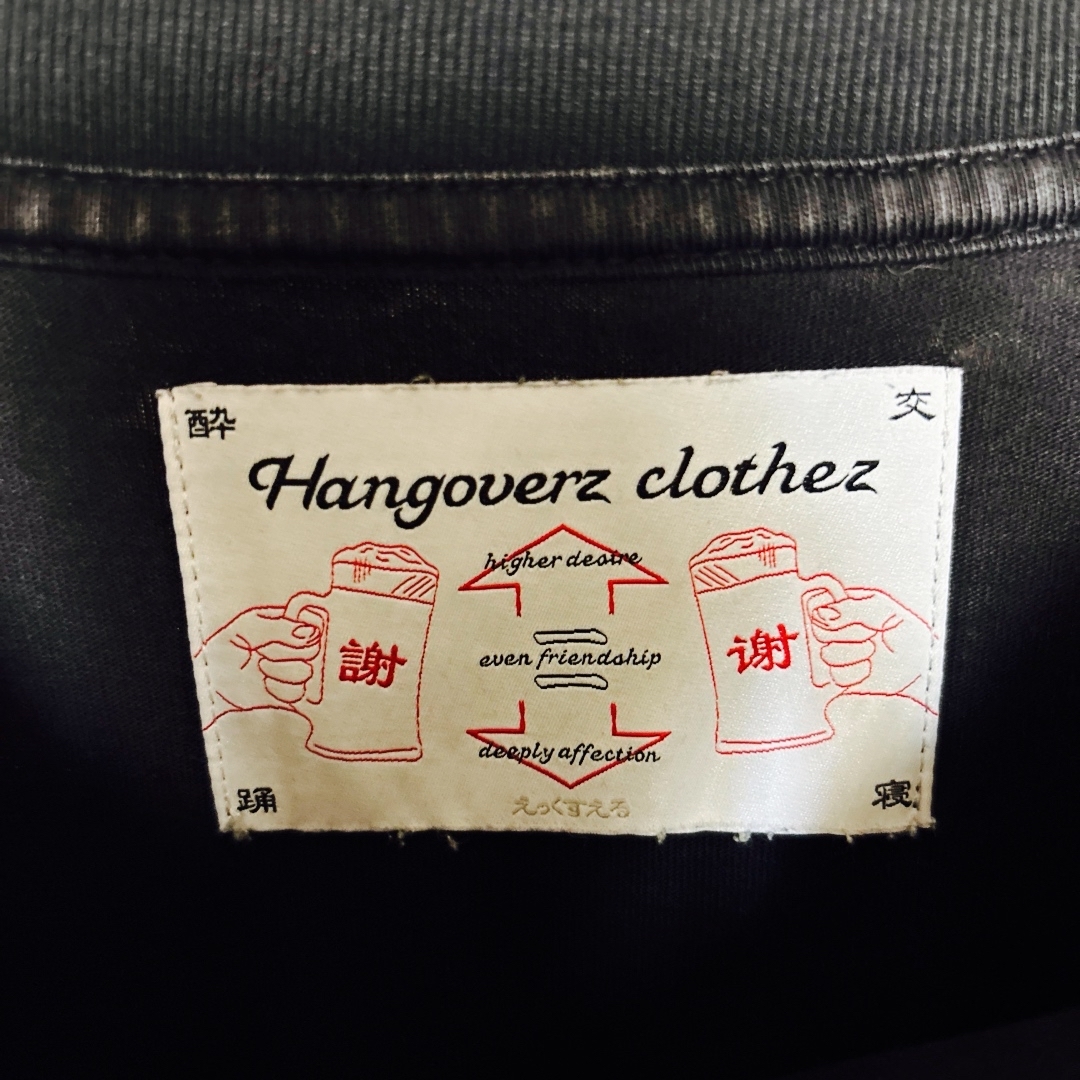 酔
交
Hangoverz clothez
higher desire
謝
even friendship
谢
deeply affection
踊
寝
えっくすえる